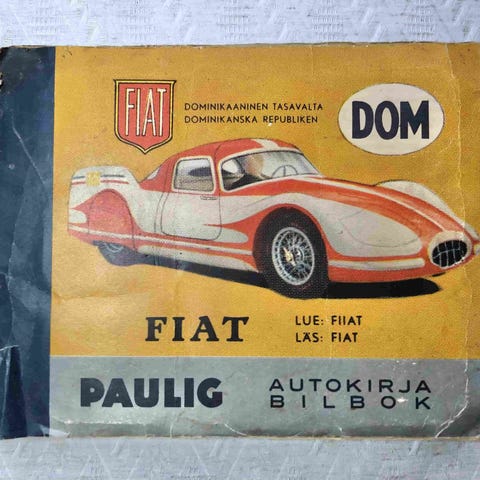 FIAT
DOMINIKAANINEN TASAVALTA
DOMINIKANSKA REPUBLIKEN
DOM
FIAT
LUE: FIIAT
LÄS: FIAT
PAULIG
AUTOKIRJA
BILBOK